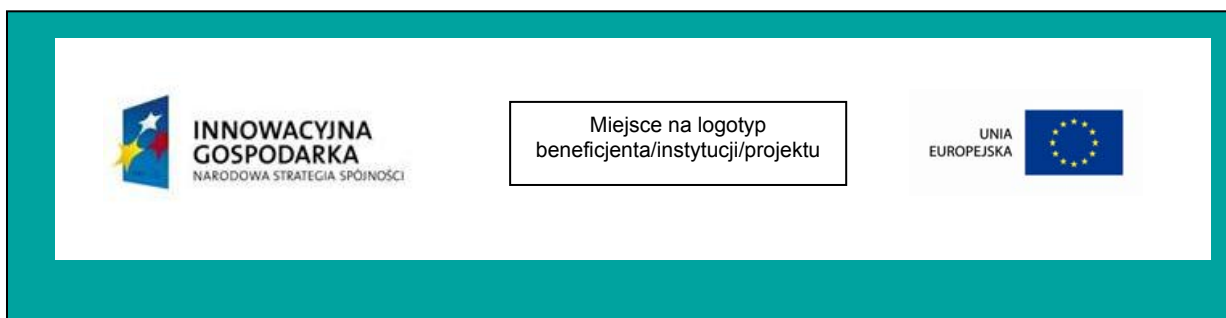 INNOWACYJNA
GOSPODARKA
NARODOWA STRATEGIA SPÓJNOŚCI
Miejsce na logotyp
beneficjenta/instytucji/projektu
UNIA
EUROPEJSKA